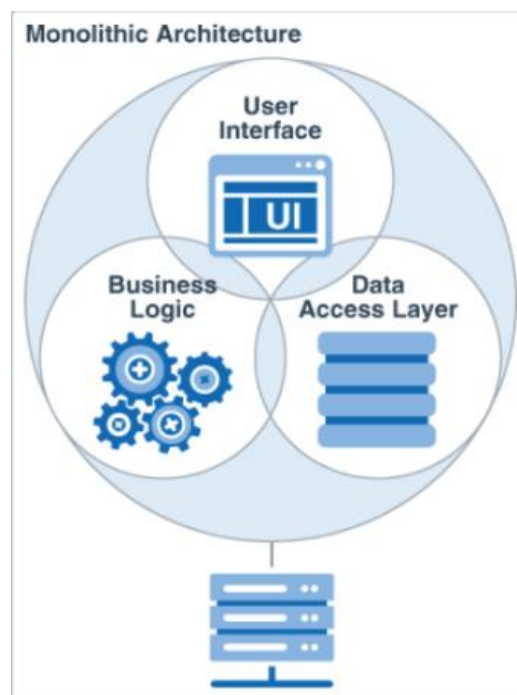 Monolithic Architecture
User
Interface
UI
Business
Logic
Data
Access Layer